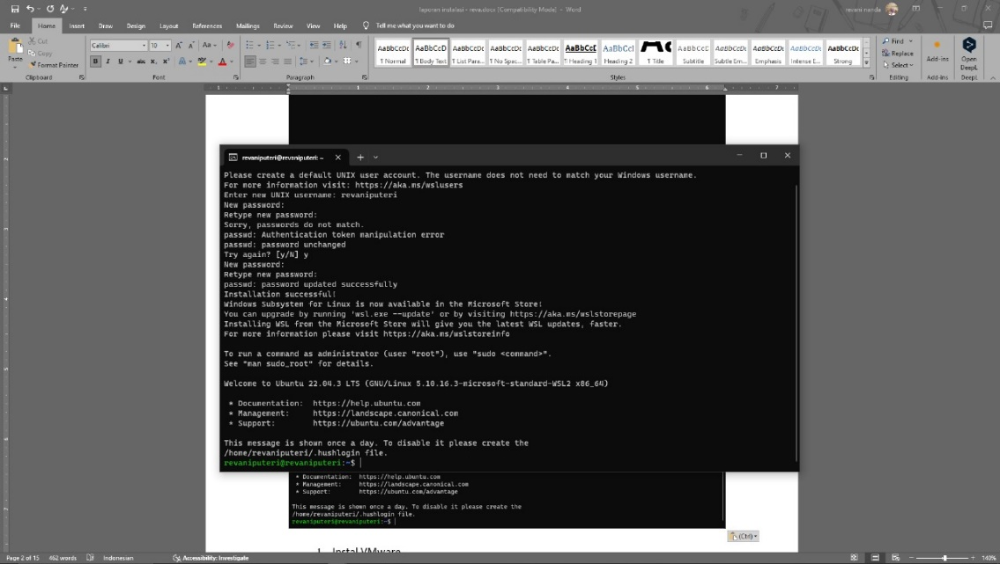 laporan instalasi - reva.docx [Compatibility Mode] - Word
revani nanda
File Home Insert Draw Design Layout References Mailings Review View Help Tell me what you want to do
Paste
Cut
Copy
Format Painter
Clipboard
Calibri 10
Font
Paragraph
AaBbCcDc AaBbCcD AaBbCcDc AaBbCcDc AaBbCcDc AaBbCcDc AaBbCcI AaBbCcDc AaBbCcDc AaBbCcDc AaBbCcDc AaBbCcDc
¶ Normal ¶ Body Text ¶ List Para... ¶ No Spac... ¶ Table Pa... ¶ Heading 1 Heading 2 ¶ Title Subtitle Subtle Em... Emphasis Intense E... Strong
Styles
Find
Replace
Select
Editing
Add-ins
Add-ins
Open DeepL
DeepL
revaniputeri@revaniputeri: ~
Please create a default UNIX user account. The username does not need to match your Windows username.
For more information visit: https://aka.ms/wslusers
Enter new UNIX username: revaniputeri
New password:
Retype new password:
Sorry, passwords do not match.
passwd: Authentication token manipulation error
passwd: password unchanged
Try again? [y/N] y
New password:
Retype new password:
passwd: password updated successfully
Installation successful!
Windows Subsystem for Linux is now available in the Microsoft Store!
You can upgrade by running 'wsl.exe --update' or by visiting https://aka.ms/wslstorepage
Installing WSL from the Microsoft Store will give you the latest WSL updates, faster.
For more information please visit https://aka.ms/wslstoreinfo
To run a command as administrator (user "root"), use "sudo <command>".
See "man sudo_root" for details.
Welcome to Ubuntu 22.04.3 LTS (GNU/Linux 5.10.16.3-microsoft-standard-WSL2 x86_64)
* Documentation: https://help.ubuntu.com
* Management: https://landscape.canonical.com
* Support: https://ubuntu.com/advantage
This message is shown once a day. To disable it please create the
/home/revaniputeri/.hushlogin file.
revaniputeri@revaniputeri:~$
* Documentation: https://help.ubuntu.com
* Management: https://landscape.canonical.com
* Support: https://ubuntu.com/advantage
This message is shown once a day. To disable it please create the
/home/revaniputeri/.hushlogin file.
revaniputeri@revaniputeri:~$
(Ctrl)
Instal VMware
Page 2 of 15 462 words Indonesian Accessibility: Investigate 140%